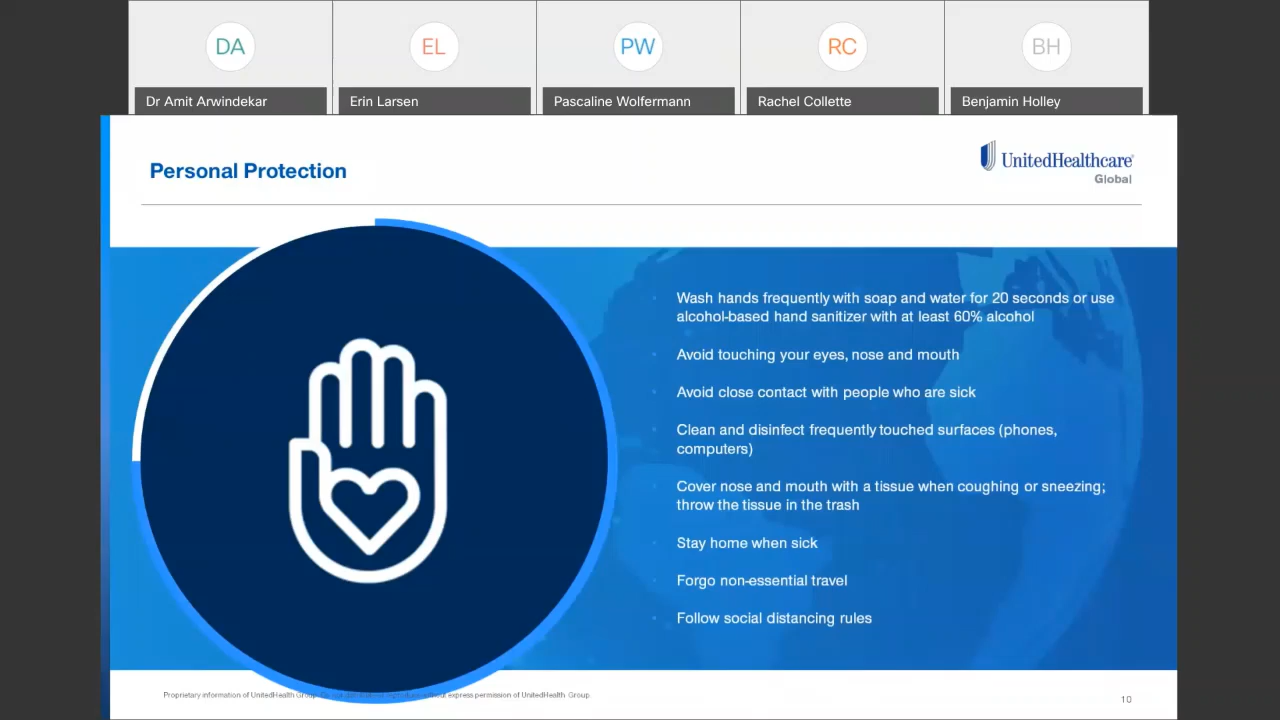 DA
EL
PW
RC
BH
Dr Amit Arwindekar
Erin Larsen
Pascaline Wolfermann
Rachel Collette
Benjamin Holley
Personal Protection
UnitedHealthcare
Global
Wash hands frequently with soap and water for 20 seconds or use
alcohol-based hand sanitizer with at least 60% alcohol
Avoid touching your eyes, nose and mouth
Avoid close contact with people who are sick
Clean and disinfect frequently touched surfaces (phones,
computers)
Cover nose and mouth with a tissue when coughing or sneezing;
throw the tissue in the trash
Stay home when sick
Forgo non-essential travel
Follow social distancing rules
Proprietary information of UnitedHealth express permission of UnitedHealth Group.
10